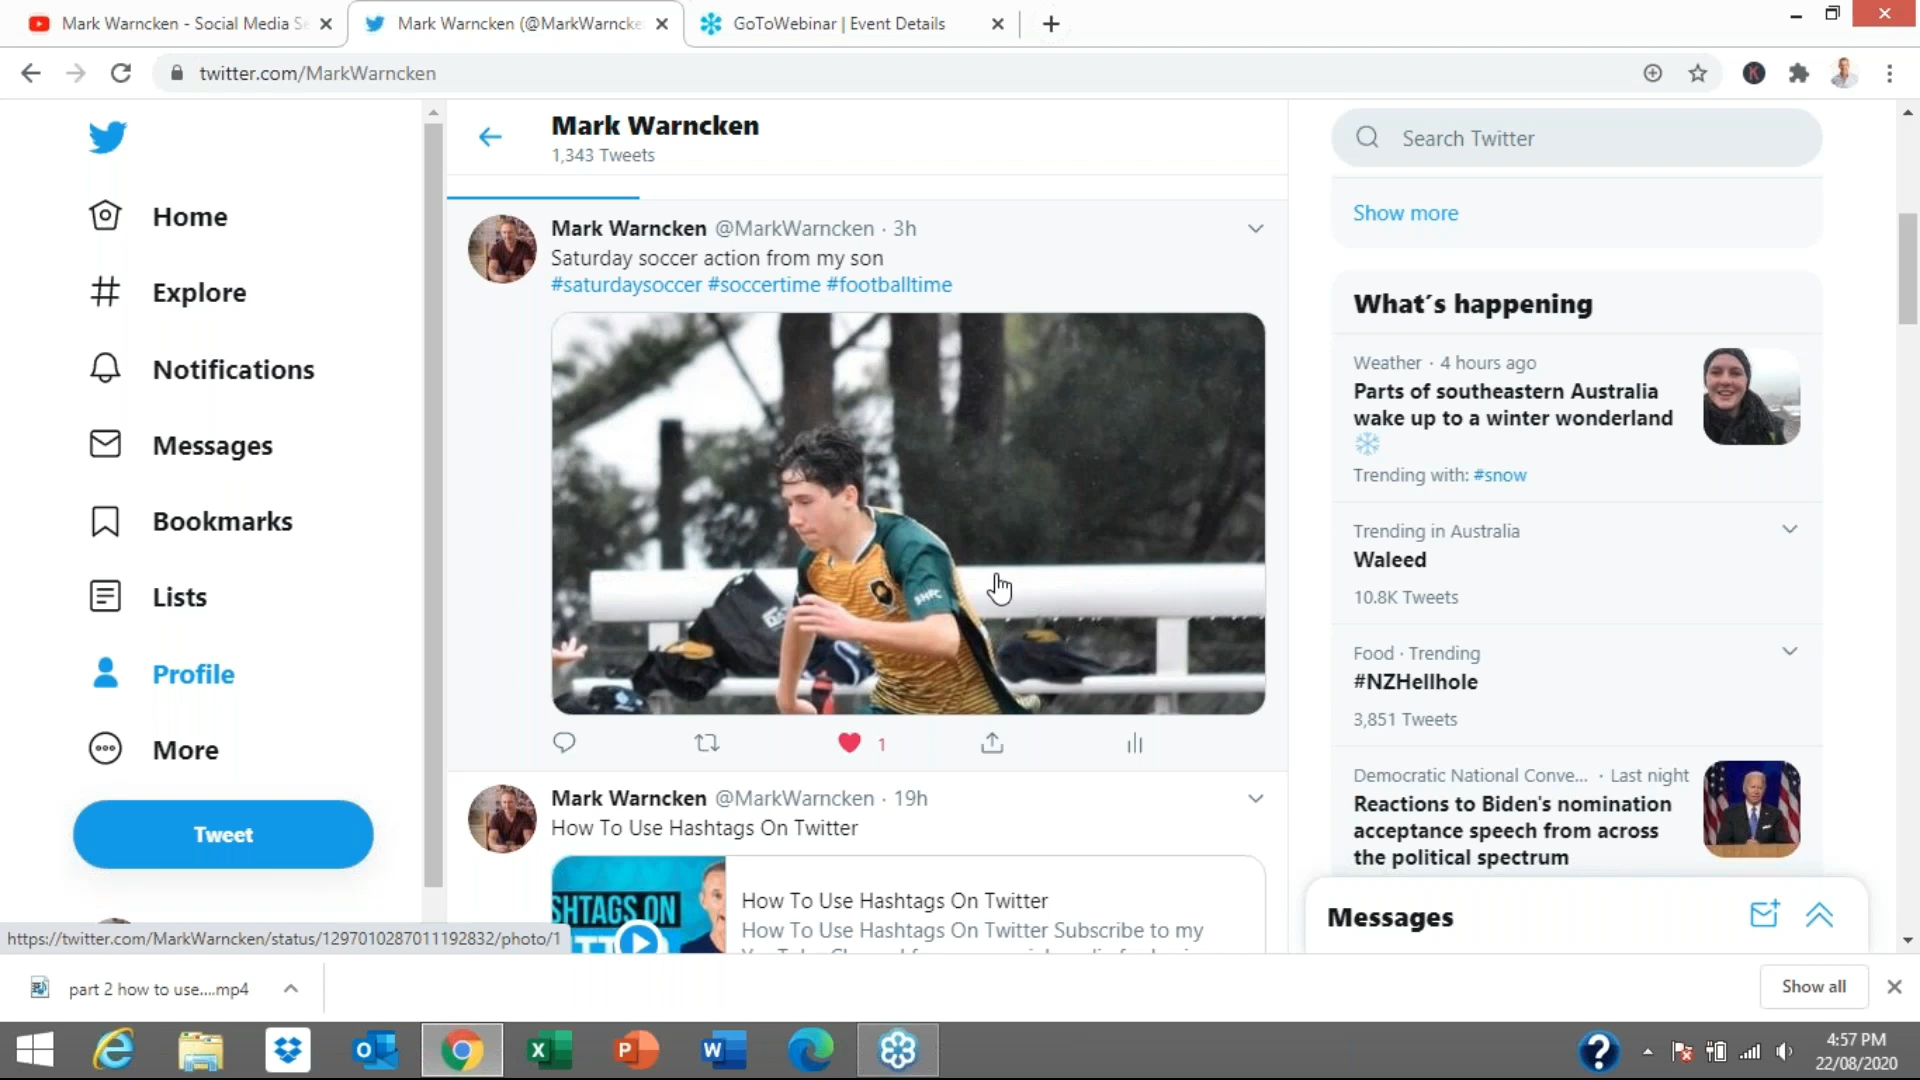 Mark Warncken - Social Media Se
Mark Warncken (@MarkWarncke
GoToWebinar | Event Details
twitter.com/MarkWarncken
Home
Explore
Notifications
Messages
Bookmarks
Lists
Profile
More
Tweet
Mark Warncken
1,343 Tweets
Mark Warncken @MarkWarncken · 3h
Saturday soccer action from my son
#saturdaysoccer #soccertime #footballtime
SHFC
1
Mark Warncken @MarkWarncken · 19h
How To Use Hashtags On Twitter
SHTAGS ON
How To Use Hashtags On Twitter
How To Use Hashtags On Twitter Subscribe to my
Search Twitter
Show more
What's happening
Weather · 4 hours ago
Parts of southeastern Australia
wake up to a winter wonderland
❄️
Trending with: #snow
Trending in Australia
Waleed
10.8K Tweets
Food · Trending
#NZHellhole
3,851 Tweets
Democratic National Conve... · Last night
Reactions to Biden's nomination
acceptance speech from across
the political spectrum
Messages
https://twitter.com/MarkWarncken/status/1297010287011192832/photo/1
part 2 how to use....mp4
Show all
4:57 PM
22/08/2020